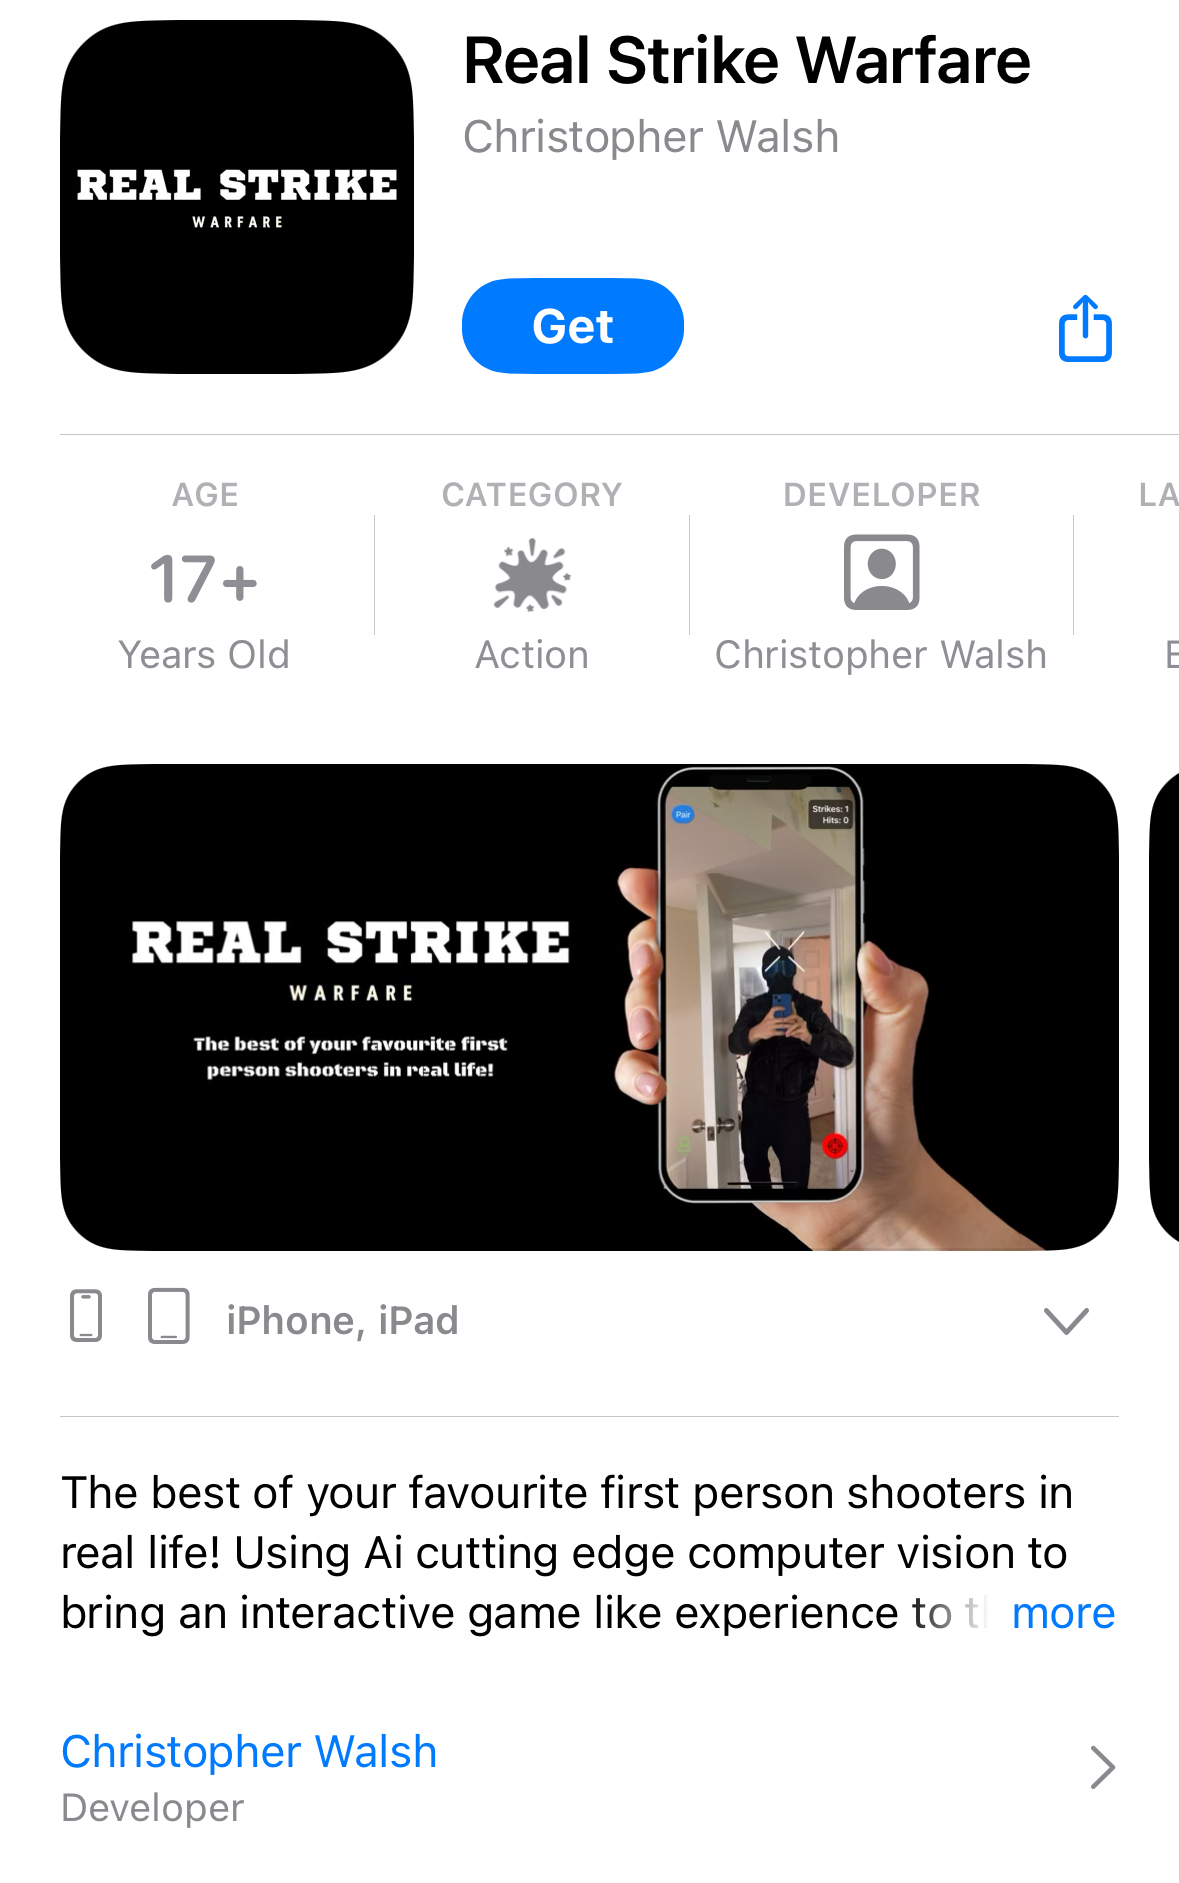 REAL STRIKE
WARFARE
Real Strike Warfare
Christopher Walsh
Get
AGE
17+
Years Old
CATEGORY
Action
DEVELOPER
Christopher Walsh
LA
E
REAL STRIKE
WARFARE
The best of your favourite first
person shooters in real life!
Pair
Strikes: 1
Hits: 0
iPhone, iPad
The best of your favourite first person shooters in
real life! Using Ai cutting edge computer vision to
bring an interactive game like experience to more
Christopher Walsh
Developer